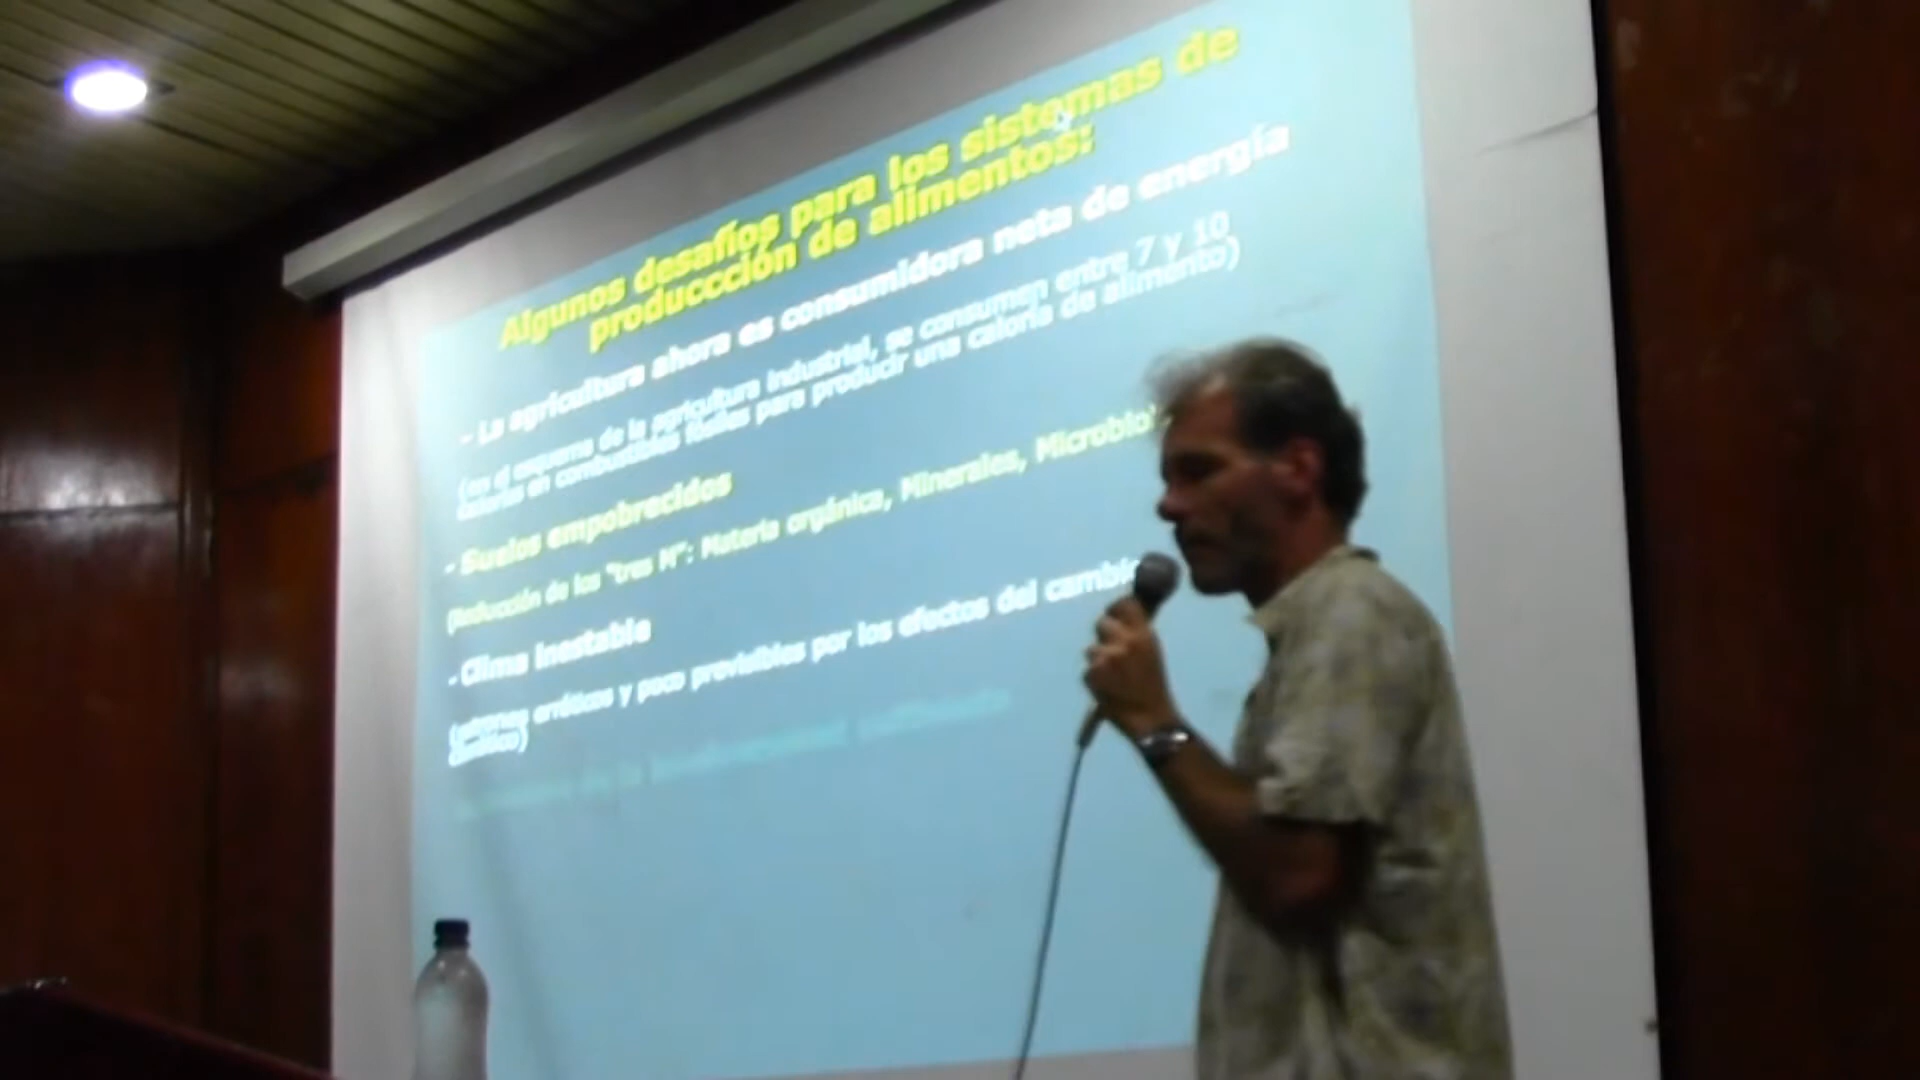 Algunos desafíos para los sistemas de
produccción de alimentos:
- La agricultura ahora es consumidora neta de energía
(en el esquema de la agricultura industrial, se consumen entre 7 y 10
calorías en combustibles fósiles para producir una caloría de alimento)
- Suelos empobrecidos
(Reducción de las "tres M": Materia orgánica, Minerales,
- Clima inestable
(patrones erráticos y poco previsibles por los efectos del cambio
climático)